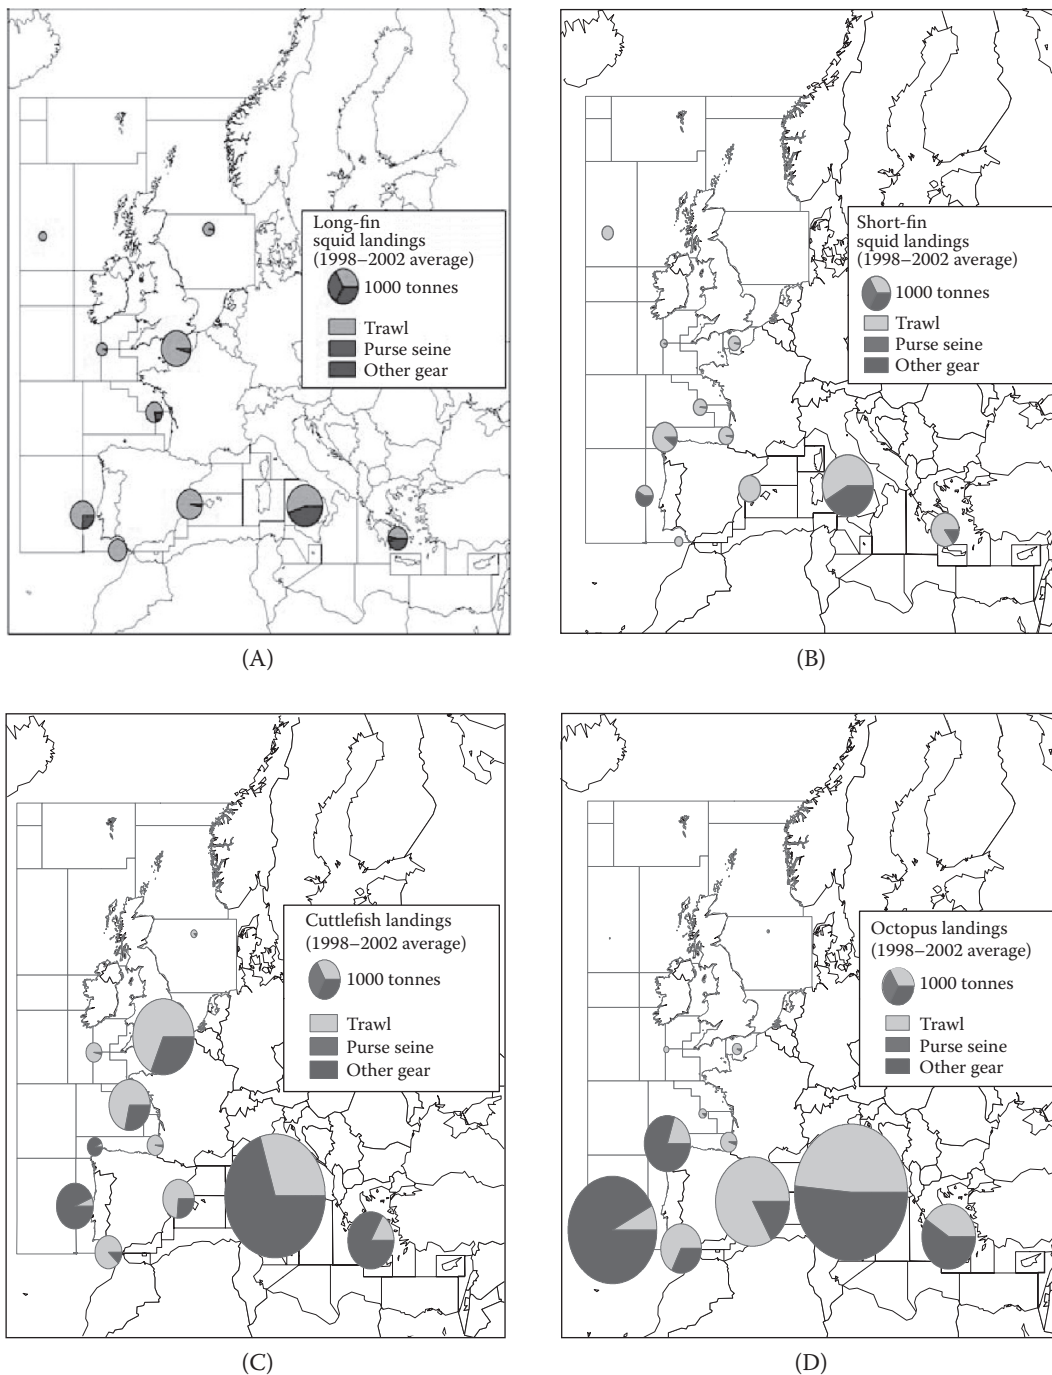 Long-fin
squid landings
(1998–2002 average)
1000 tonnes
Trawl
Purse seine
Other gear
(A)
Short-fin
squid landings
(1998–2002 average)
1000 tonnes
Trawl
Purse seine
Other gear
(B)
Cuttlefish landings
(1998–2002 average)
1000 tonnes
Trawl
Purse seine
Other gear
(C)
Octopus landings
(1998–2002 average)
1000 tonnes
Trawl
Purse seine
Other gear
(D)